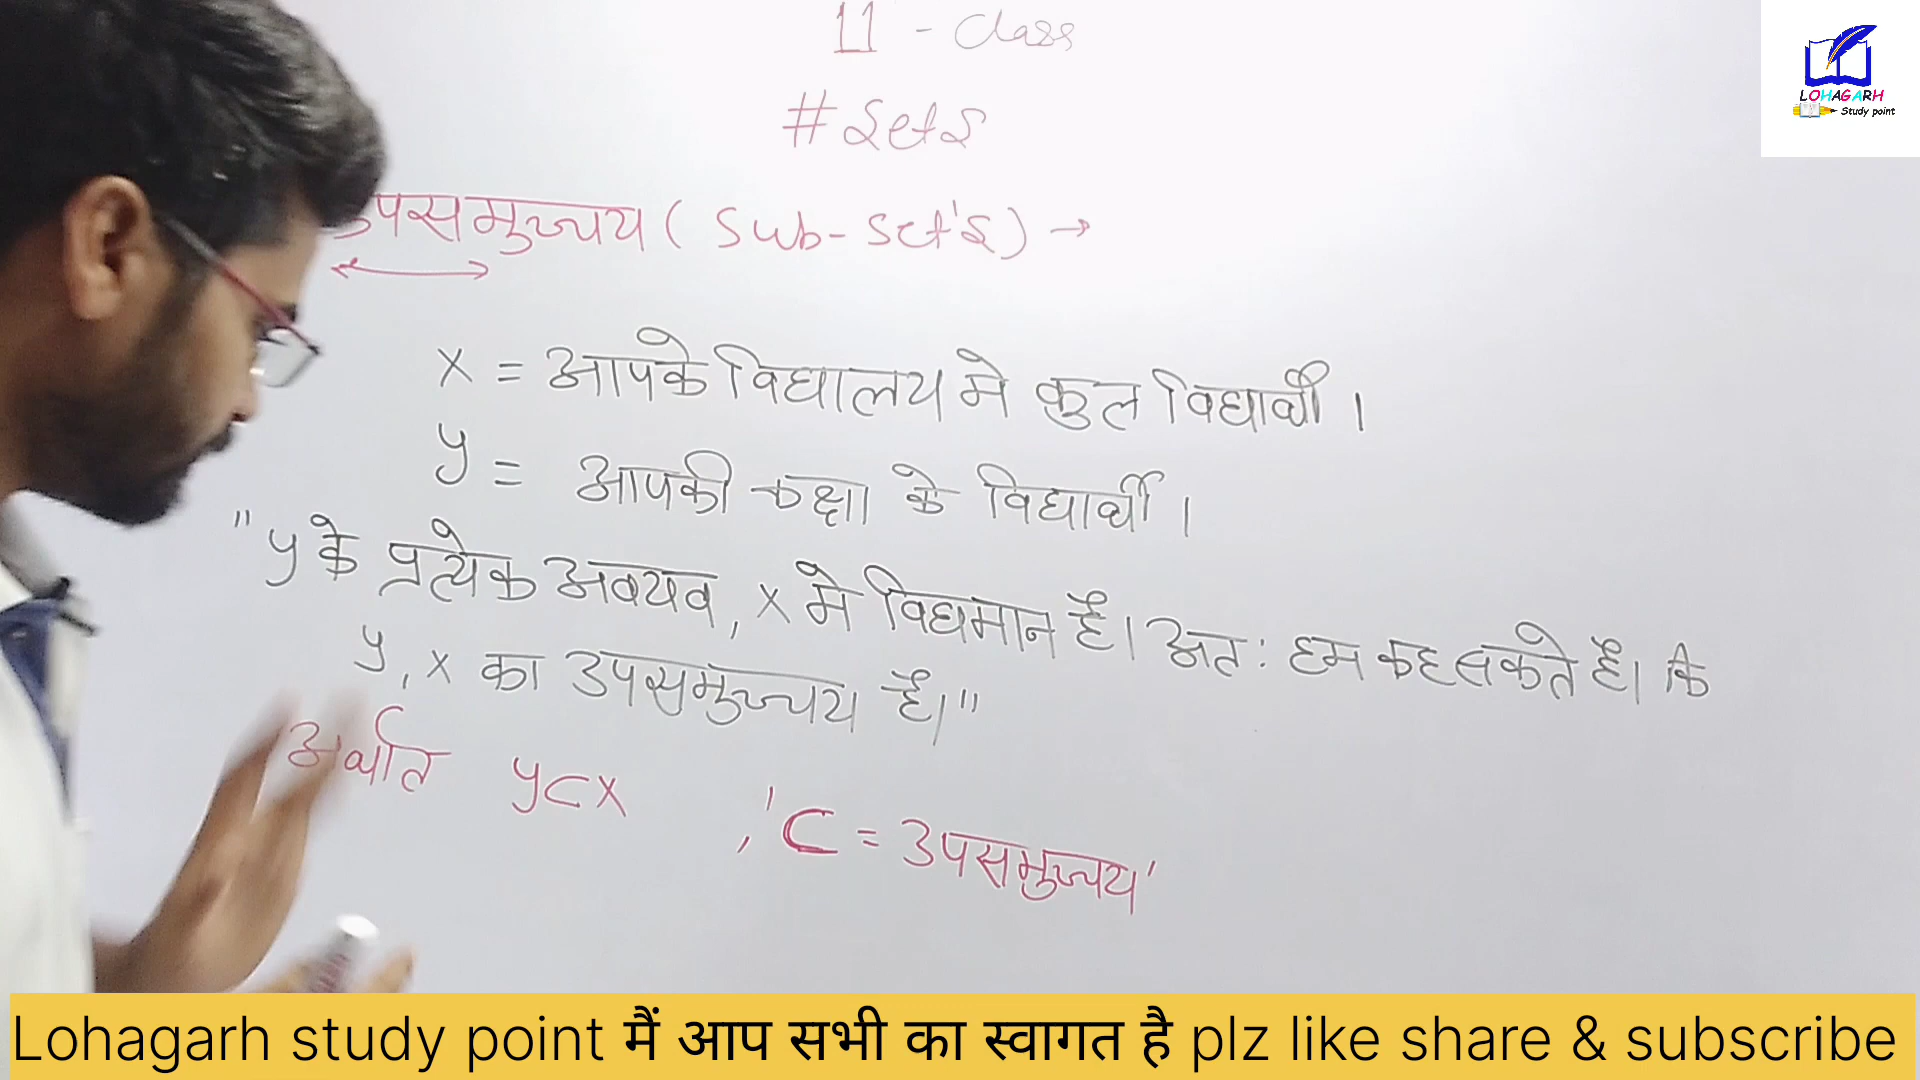 11 - Class
# Sets
उपसमुच्चय ( Sub-Set's ) →
x = आपके विद्यालय मे कुल विद्यार्थी ।
y = आपकी कक्षा के विद्यार्थी ।
"y के प्रत्येक अवयव, x मे विद्यमान है। अत: हम कह सकते है। कि
y, x का उपसमुच्चय है।"
अर्थात y⊂x , '⊂ = उपसमुच्चय'
LOHAGARH
Study point
Lohagarh study point मैं आप सभी का स्वागत है plz like share & subscribe